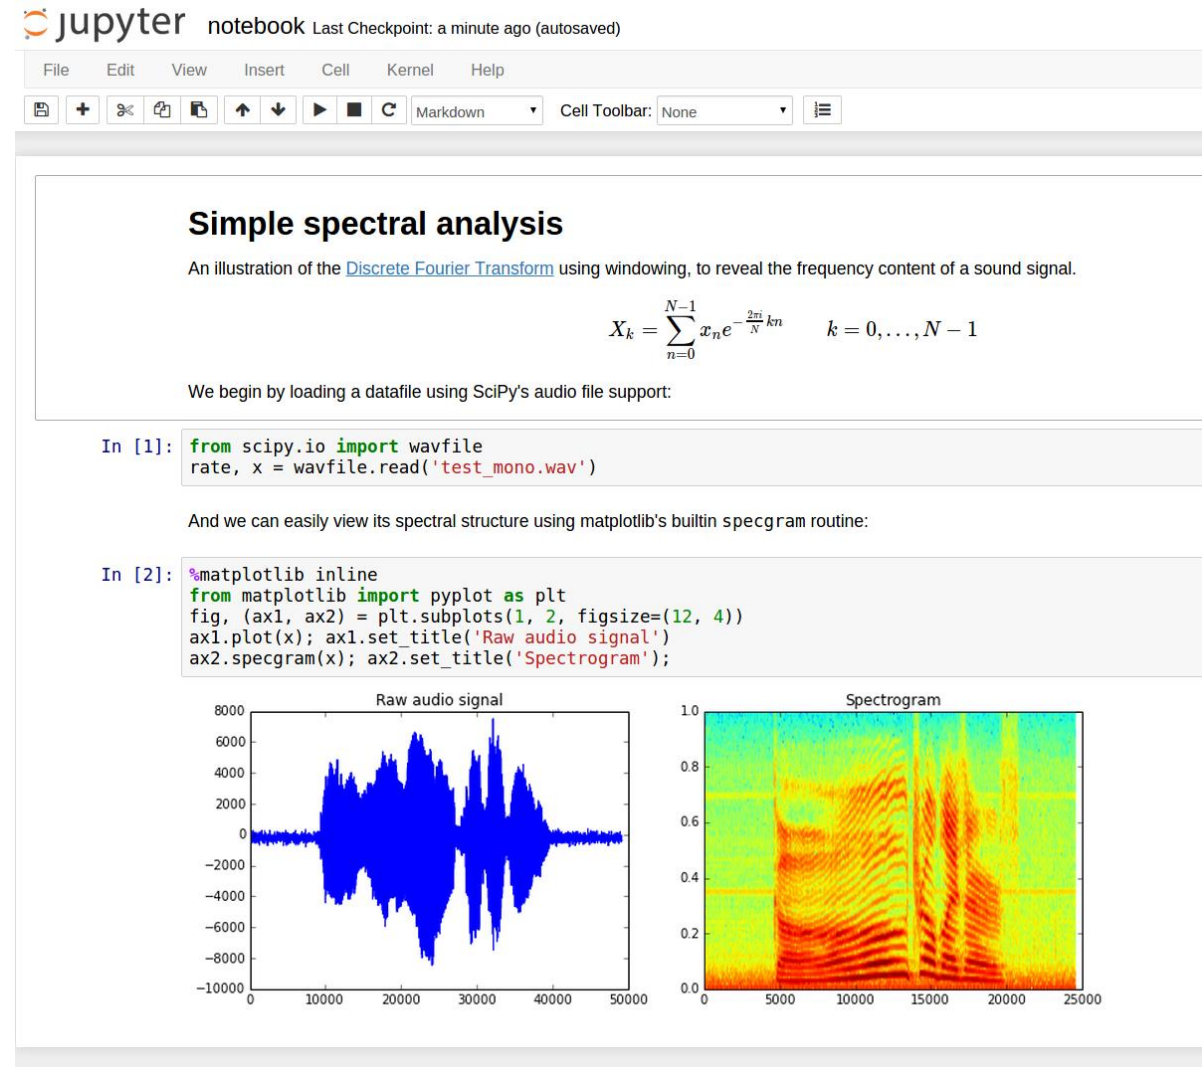 jupyter notebook Last Checkpoint: a minute ago (autosaved)
File Edit View Insert Cell Kernel Help
Markdown Cell Toolbar: None
Simple spectral analysis
An illustration of the Discrete Fourier Transform using windowing, to reveal the frequency content of a sound signal.
X_k = \sum_{n=0}^{N-1} x_n e^{-\frac{2\pi i}{N} kn} k = 0, . . . , N − 1
We begin by loading a datafile using SciPy's audio file support:
In [1]: from scipy.io import wavfile
rate, x = wavfile.read('test_mono.wav')
And we can easily view its spectral structure using matplotlib's builtin specgram routine:
In [2]: %matplotlib inline
from matplotlib import pyplot as plt
fig, (ax1, ax2) = plt.subplots(1, 2, figsize=(12, 4))
ax1.plot(x); ax1.set_title('Raw audio signal')
ax2.specgram(x); ax2.set_title('Spectrogram');
Raw audio signal
8000
6000
4000
2000
0
−2000
−4000
−6000
−8000
−10000
0 10000 20000 30000 40000 50000
Spectrogram
1.0
0.8
0.6
0.4
0.2
0.0
0 5000 10000 15000 20000 25000